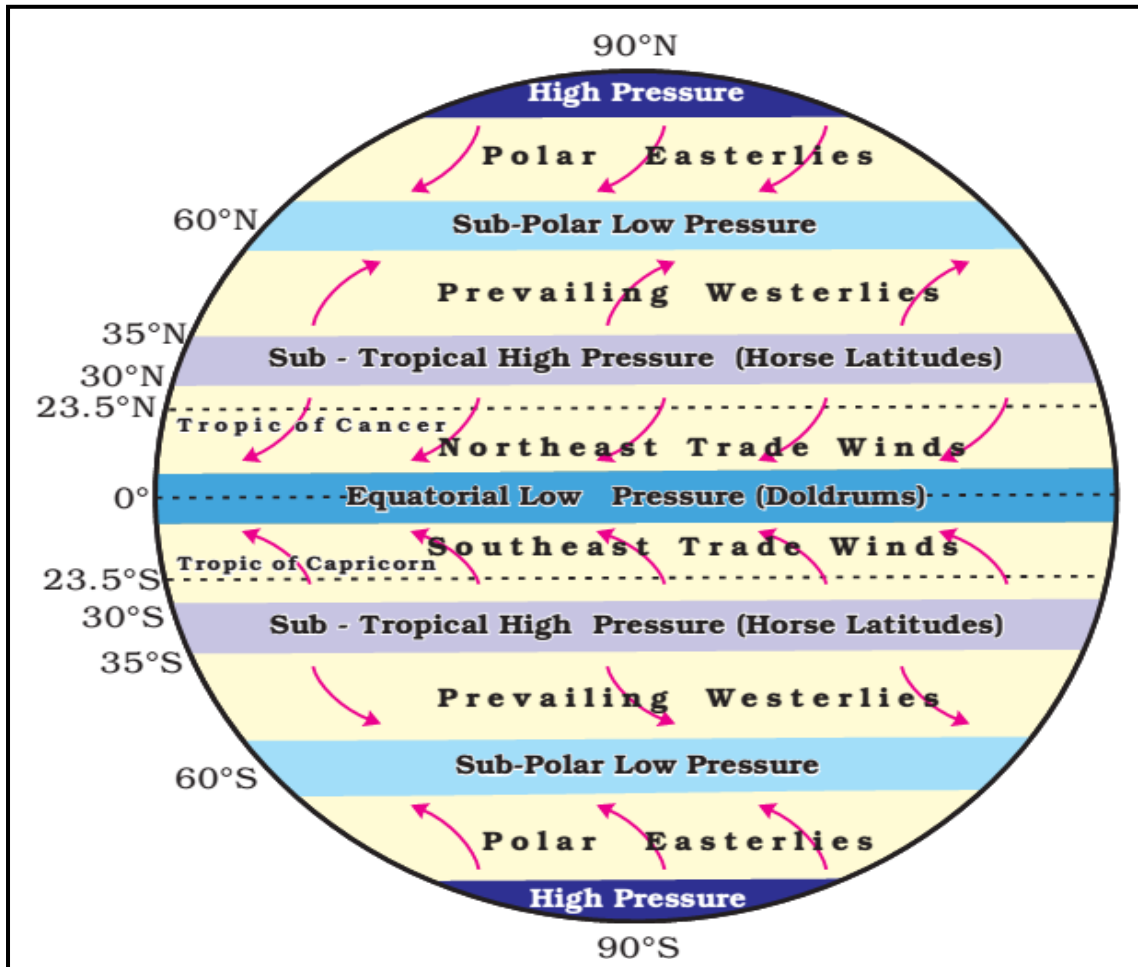 90°N
High Pressure
Polar Easterlies
60°N
Sub-Polar Low Pressure
Prevailing Westerlies
35°N
Sub - Tropical High Pressure (Horse Latitudes)
30°N
23.5°N
Tropic of Cancer
Northeast Trade Winds
0°
Equatorial Low Pressure (Doldrums)
Southeast Trade Winds
Tropic of Capricorn
23.5°S
30°S
Sub - Tropical High Pressure (Horse Latitudes)
35°S
Prevailing Westerlies
Sub-Polar Low Pressure
60°S
Polar Easterlies
High Pressure
90°S